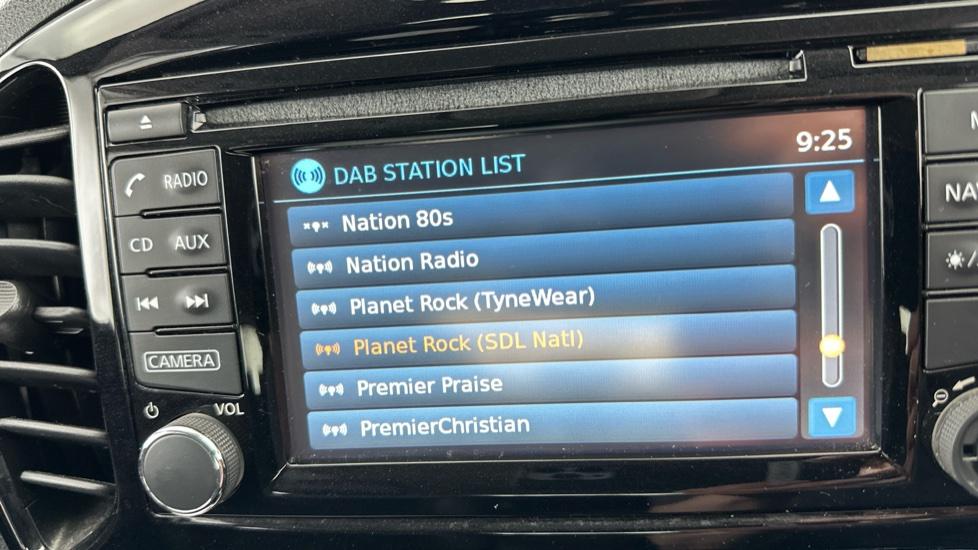 9:25
DAB STATION LIST
Nation 80s
Nation Radio
Planet Rock (TyneWear)
Planet Rock (SDL Natl)
Premier Praise
PremierChristian
RADIO
CD AUX
CAMERA
VOL